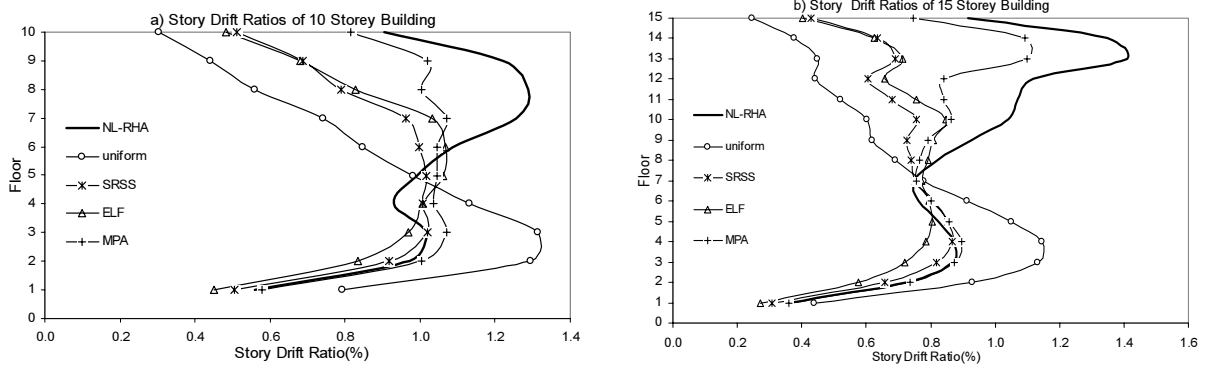 a) Story Drift Ratios of 10 Storey Building
10
9
8
7
6
5
4
3
2
1
0
Floor
NL-RHA
uniform
SRSS
ELF
MPA
0.0 0.2 0.4 0.6 0.8 1.0 1.2 1.4
Story Drift Ratio(%)
b) Story Drift Ratios of 15 Storey Building
15
14
13
12
11
10
9
8
7
6
5
4
3
2
1
0
Floor
NL-RHA
uniform
SRSS
ELF
MPA
0.0 0.2 0.4 0.6 0.8 1.0 1.2 1.4 1.6
Story Drift Ratio(%)